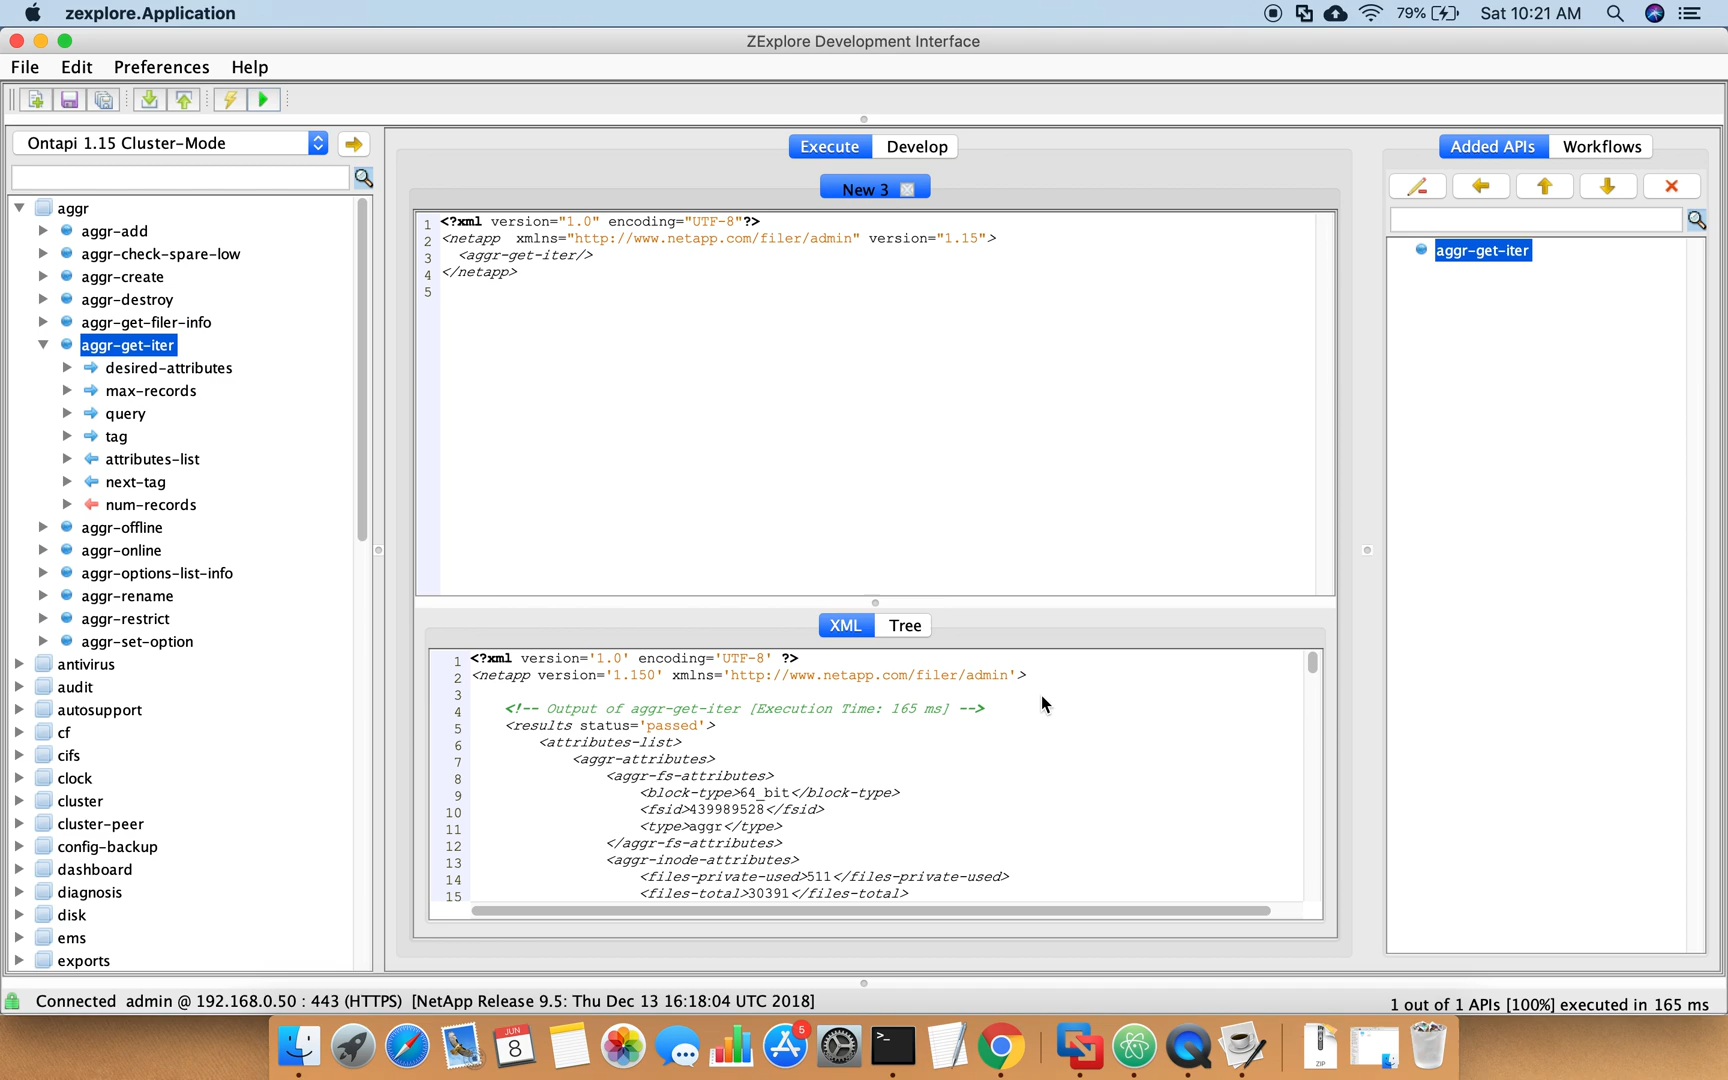 zexplore.Application
79%
Sat 10:21 AM
ZExplore Development Interface
File Edit Preferences Help
Ontapi 1.15 Cluster-Mode
aggr
aggr-add
aggr-check-spare-low
aggr-create
aggr-destroy
aggr-get-filer-info
aggr-get-iter
desired-attributes
max-records
query
tag
attributes-list
next-tag
num-records
aggr-offline
aggr-online
aggr-options-list-info
aggr-rename
aggr-restrict
aggr-set-option
antivirus
audit
autosupport
cf
cifs
clock
cluster
cluster-peer
config-backup
dashboard
diagnosis
disk
ems
exports
Execute Develop
New 3
1 <?xml version="1.0" encoding="UTF-8"?>
2 <netapp  xmlns="http://www.netapp.com/filer/admin" version="1.15">
3   <aggr-get-iter/>
4 </netapp>
5
XML Tree
1 <?xml version='1.0' encoding='UTF-8' ?>
2 <netapp version='1.150' xmlns='http://www.netapp.com/filer/admin'>
3
4     <!-- Output of aggr-get-iter [Execution Time: 165 ms] -->
5     <results status='passed'>
6         <attributes-list>
7             <aggr-attributes>
8                 <aggr-fs-attributes>
9                     <block-type>64_bit</block-type>
10                     <fsid>439989528</fsid>
11                     <type>aggr</type>
12                 </aggr-fs-attributes>
13                 <aggr-inode-attributes>
14                     <files-private-used>511</files-private-used>
15                     <files-total>30391</files-total>
Added APIs Workflows
aggr-get-iter
Connected admin @ 192.168.0.50 : 443 (HTTPS) [NetApp Release 9.5: Thu Dec 13 16:18:04 UTC 2018]
1 out of 1 APIs [100%] executed in 165 ms
JUN
8
5
>_
ZIP